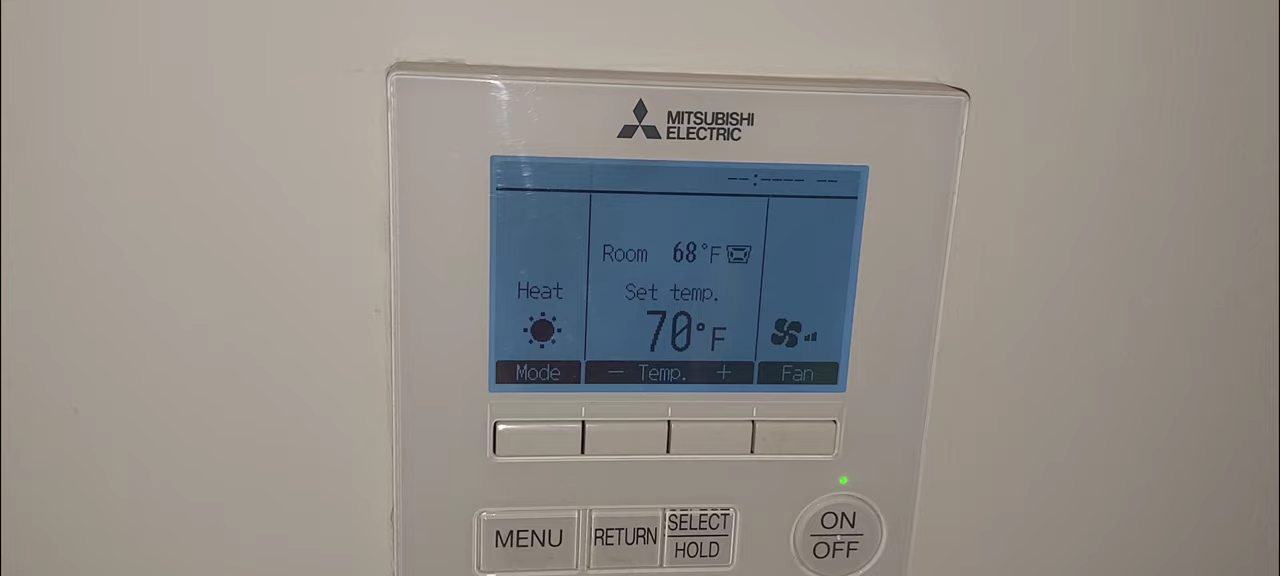 MITSUBISHI
ELECTRIC
--:---- --
Room 68°F
Heat
Set temp.
70°F
Mode
− Temp. +
Fan
MENU
RETURN
SELECT
HOLD
ON
OFF